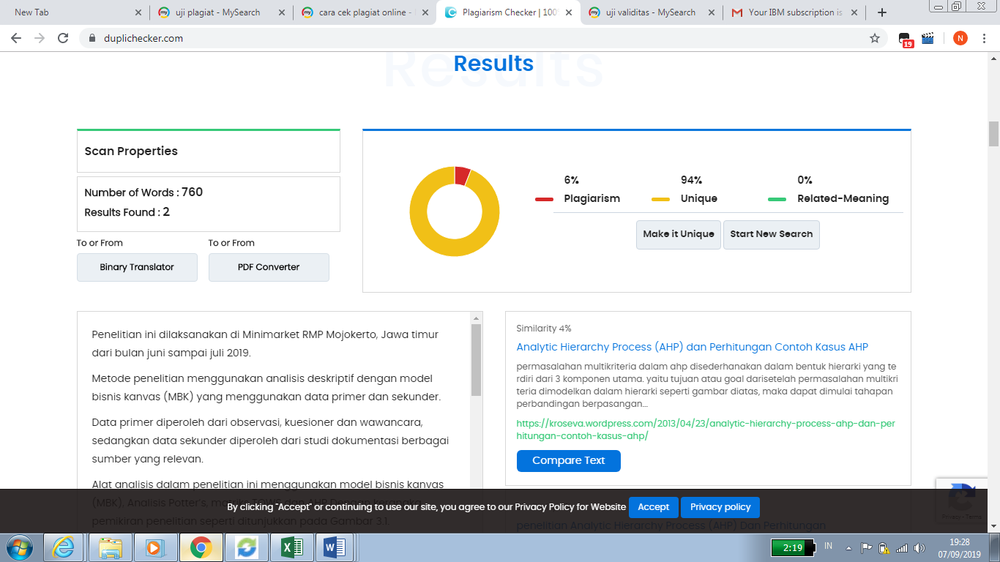 New Tab
uji plagiat - MySearch
cara cek plagiat online -
Plagiarism Checker | 100%
uji validitas - MySearch
Your IBM subscription is
duplichecker.com
19
N
Results
Results
Scan Properties
Number of Words : 760
Results Found : 2
To or From
To or From
Binary Translator
PDF Converter
6%
94%
0%
Plagiarism
Unique
Related-Meaning
Make it Unique
Start New Search
Penelitian ini dilaksanakan di Minimarket RMP Mojokerto, Jawa timur
dari bulan juni sampai juli 2019.
Metode penelitian menggunakan analisis deskriptif dengan model
bisnis kanvas (MBK) yang menggunakan data primer dan sekunder.
Data primer diperoleh dari observasi, kuesioner dan wawancara,
sedangkan data sekunder diperoleh dari studi dokumentasi berbagai
sumber yang relevan.
Alat analisis dalam penelitian ini menggunakan model bisnis kanvas
(MBK), Analisis Potter's, matriks TOWS dan AHP. Dengan kerangka
pemikiran penelitian seperti ditunjukkan pada Gambar 3.1.
Similarity 4%
Analytic Hierarchy Process (AHP) dan Perhitungan Contoh Kasus AHP
permasalahan multikriteria dalam ahp disederhanakan dalam bentuk hierarki yang te
rdiri dari 3 komponen utama. yaitu tujuan atau goal darisetelah permasalahan multikri
teria dimodelkan dalam hierarki seperti gambar diatas, maka dapat dimulai tahapan
perbandingan berpasangan...
https://kroseva.wordpress.com/2013/04/23/analytic-hierarchy-process-ahp-dan-per
hitungan-contoh-kasus-ahp/
Compare Text
penelitian Analytic Hierarchy Process (AHP) Dan Perhitungan
By clicking "Accept" or continuing to use our site, you agree to our Privacy Policy for Website
Accept
Privacy policy
Privacy - Terms
2:19
IN
19:28
07/09/2019